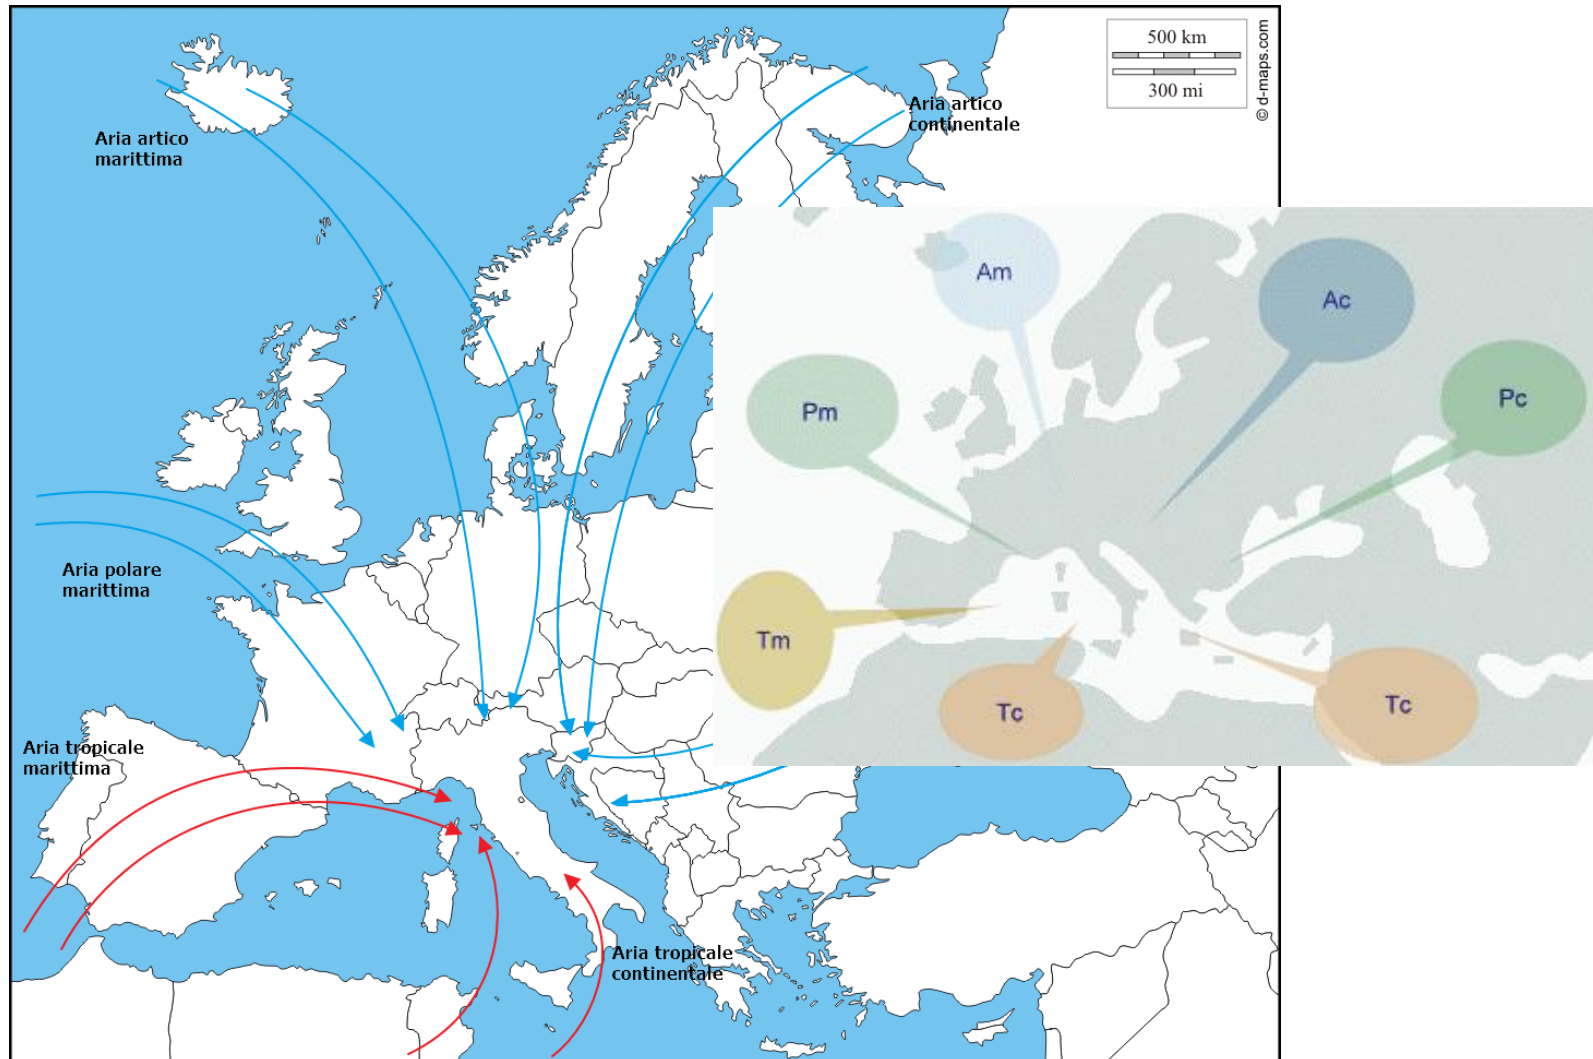 500 km
300 mi
© d-maps.com
Aria artico
marittima
Aria artico
continentale
Am
Ac
Pm
Pc
Aria polare
marittima
Tm
Tc
Tc
Aria tropicale
marittima
Aria tropicale
continentale